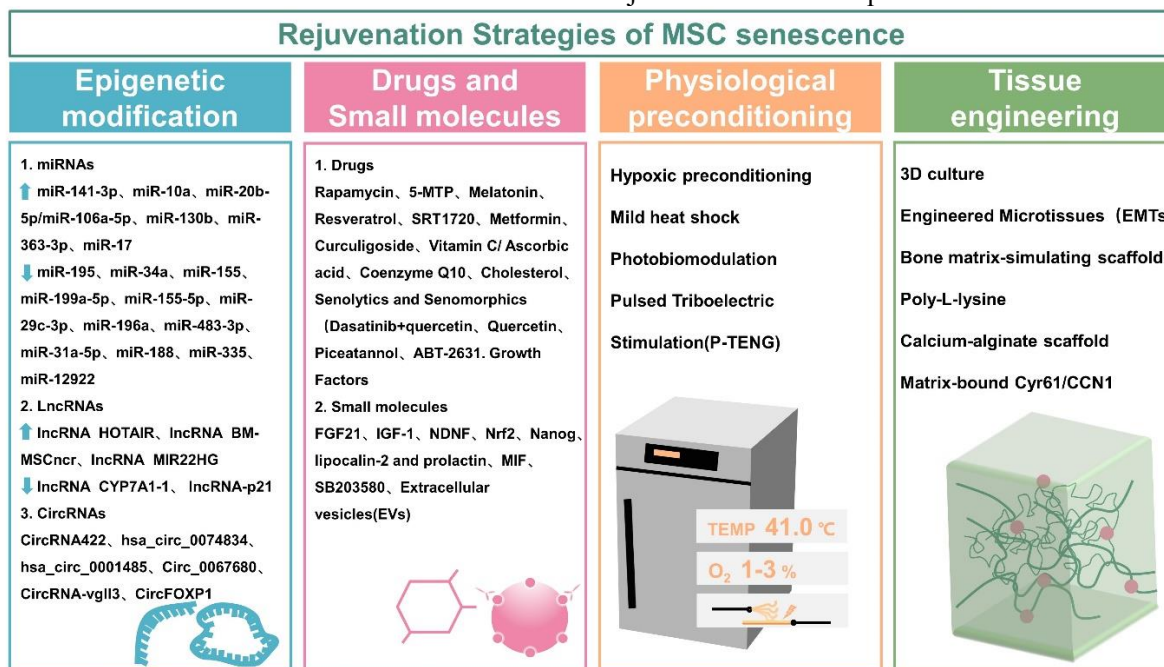 Rejuvenation Strategies of MSC senescence
Epigenetic
modification
1. miRNAs
miR-141-3p、miR-10a、miR-20b-
5p/miR-106a-5p、miR-130b、miR-
363-3p、miR-17
miR-195、miR-34a、miR-155、
miR-199a-5p、miR-155-5p、miR-
29c-3p、miR-196a、miR-483-3p、
miR-31a-5p、miR-188、miR-335、
miR-12922
2. LncRNAs
lncRNA HOTAIR、lncRNA BM-
MSCncr、lncRNA MIR22HG
lncRNA CYP7A1-1、lncRNA-p21
3. CircRNAs
CircRNA422、hsa_circ_0074834、
hsa_circ_0001485、Circ_0067680、
CircRNA-vgll3、CircFOXP1
Drugs and
Small molecules
1. Drugs
Rapamycin、5-MTP、Melatonin、
Resveratrol、SRT1720、Metformin、
Curculigoside、Vitamin C/ Ascorbic
acid、Coenzyme Q10、Cholesterol、
Senolytics and Senomorphics
（Dasatinib+quercetin、Quercetin、
Piceatannol、ABT-2631. Growth
Factors
2. Small molecules
FGF21、IGF-1、NDNF、Nrf2、Nanog、
lipocalin-2 and prolactin、MIF、
SB203580、Extracellular
vesicles(EVs)
Physiological
preconditioning
Hypoxic preconditioning
Mild heat shock
Photobiomodulation
Pulsed Triboelectric
Stimulation(P-TENG)
TEMP 41.0 ℃
O₂ 1-3 %
Tissue
engineering
3D culture
Engineered Microtissues（EMTs
Bone matrix-simulating scaffold
Poly-L-lysine
Calcium-alginate scaffold
Matrix-bound Cyr61/CCN1